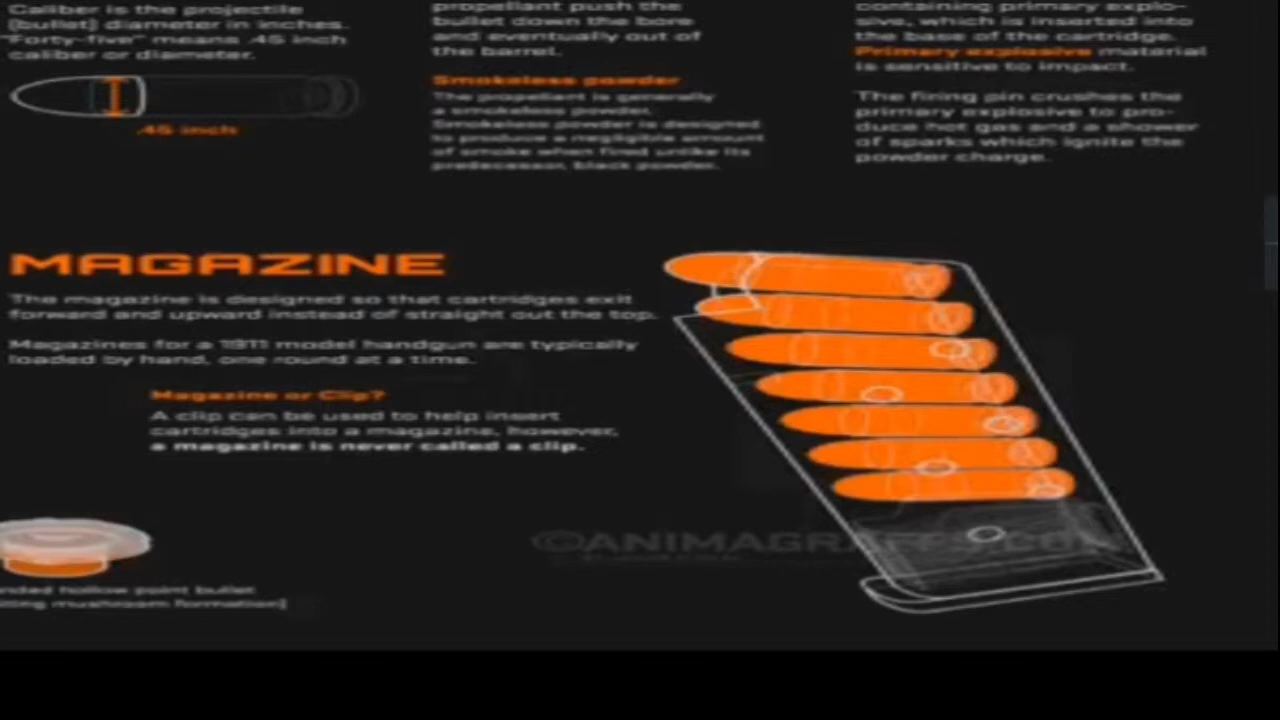 Caliber is the projectile
(bullet) diameter in inches.
"Forty-five" means .45 inch
caliber or diameter.
.45 inch
propellant push the
bullet down the bore
and eventually out of
the barrel.
Smokeless powder
The propellant is generally
a smokeless powder.
Smokeless powder is designed
to produce a negligible amount
of smoke when fired unlike its
predecessor, black powder.
containing primary explo-
sive, which is inserted into
the base of the cartridge.
Primary explosive material
is sensitive to impact.
The firing pin crushes the
primary explosive to pro-
duce hot gas and a shower
of sparks which ignite the
powder charge.
MAGAZINE
The magazine is designed so that cartridges exit
forward and upward instead of straight out the top.
Magazines for a 1911 model handgun are typically
loaded by hand, one round at a time.
Magazine or Clip?
A clip can be used to help insert
cartridges into a magazine, however,
a magazine is never called a clip.
©ANIMAGRAFFS.COM
nded hollow point bullet
mushroom formation)